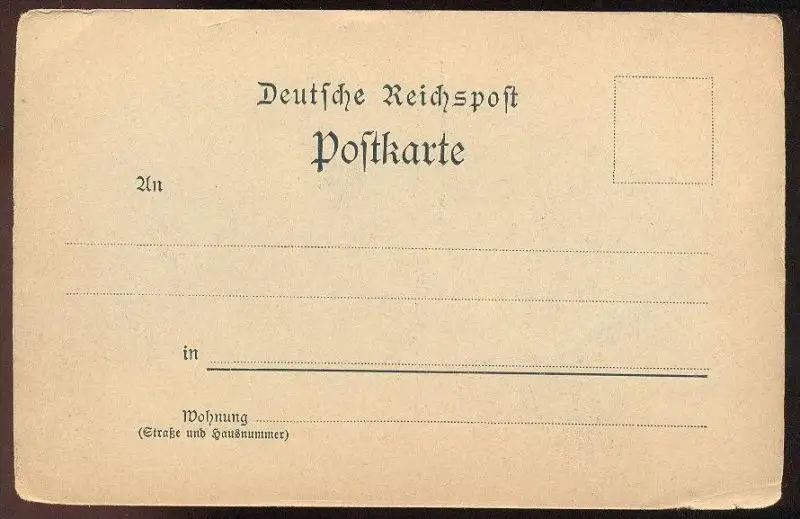 Deutſche Reichspoſt
Poſtkarte
An
in
Wohnung
(Straße und Hausnummer)